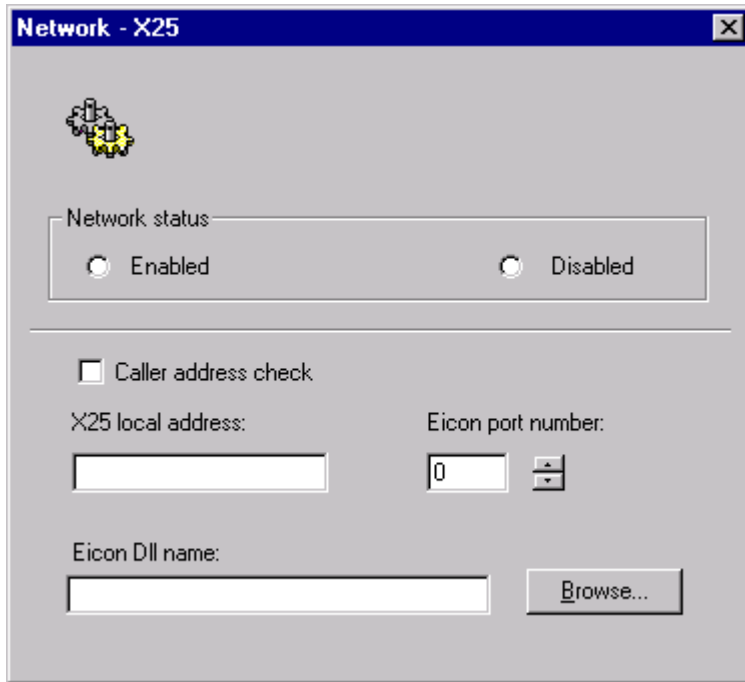 Network - X25
Network status
Enabled Disabled
Caller address check
X25 local address: Eicon port number:
0
Eicon Dll name:
Browse...